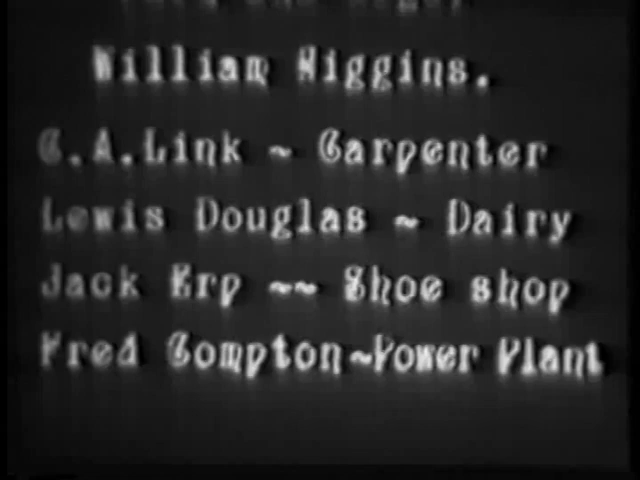 William Higgins.
C.A.Link ~ Carpenter
Lewis Douglas ~ Dairy
Jack Erp ~~ Shoe shop
Fred Compton~Power Plant